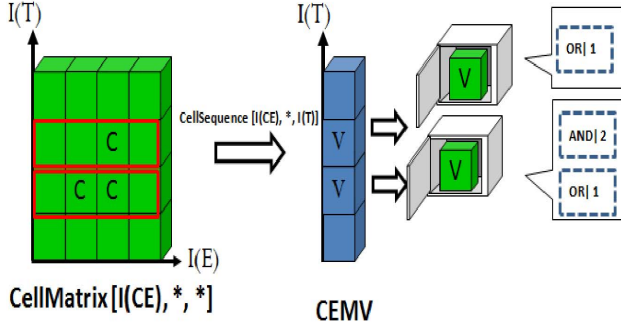 I(T)
I(T)
OR| 1
V
CellSequence [I(CE), *, I(T)]
C
V
AND| 2
C C
V
V
OR| 1
I(E)
CellMatrix[I(CE), *, *]
CEMV